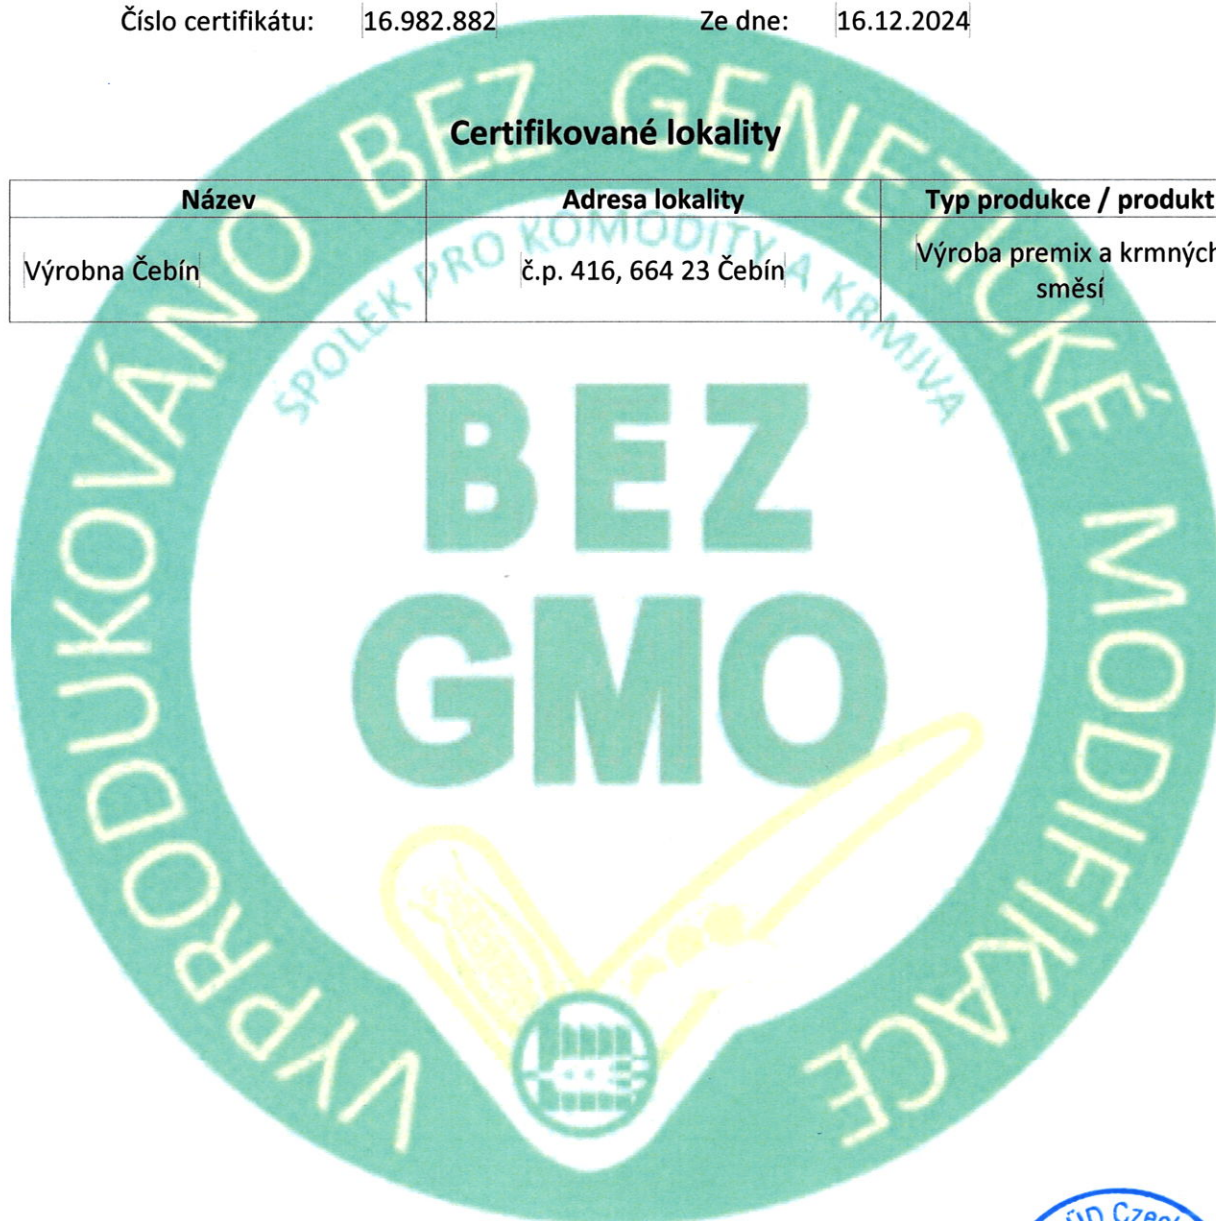 Číslo certifikátu: 16.982.882 Ze dne: 16.12.2024
Certifikované lokality
Název Adresa lokality Typ produkce / produkt
Výrobna Čebín č.p. 416, 664 23 Čebín Výroba premix a krmných
směsí
VYPRODUKOVÁNO BEZ GENETICKÉ MODIFIKACE
SPOLEK PRO KOMODITY A KRMIVA
BEZ
GMO